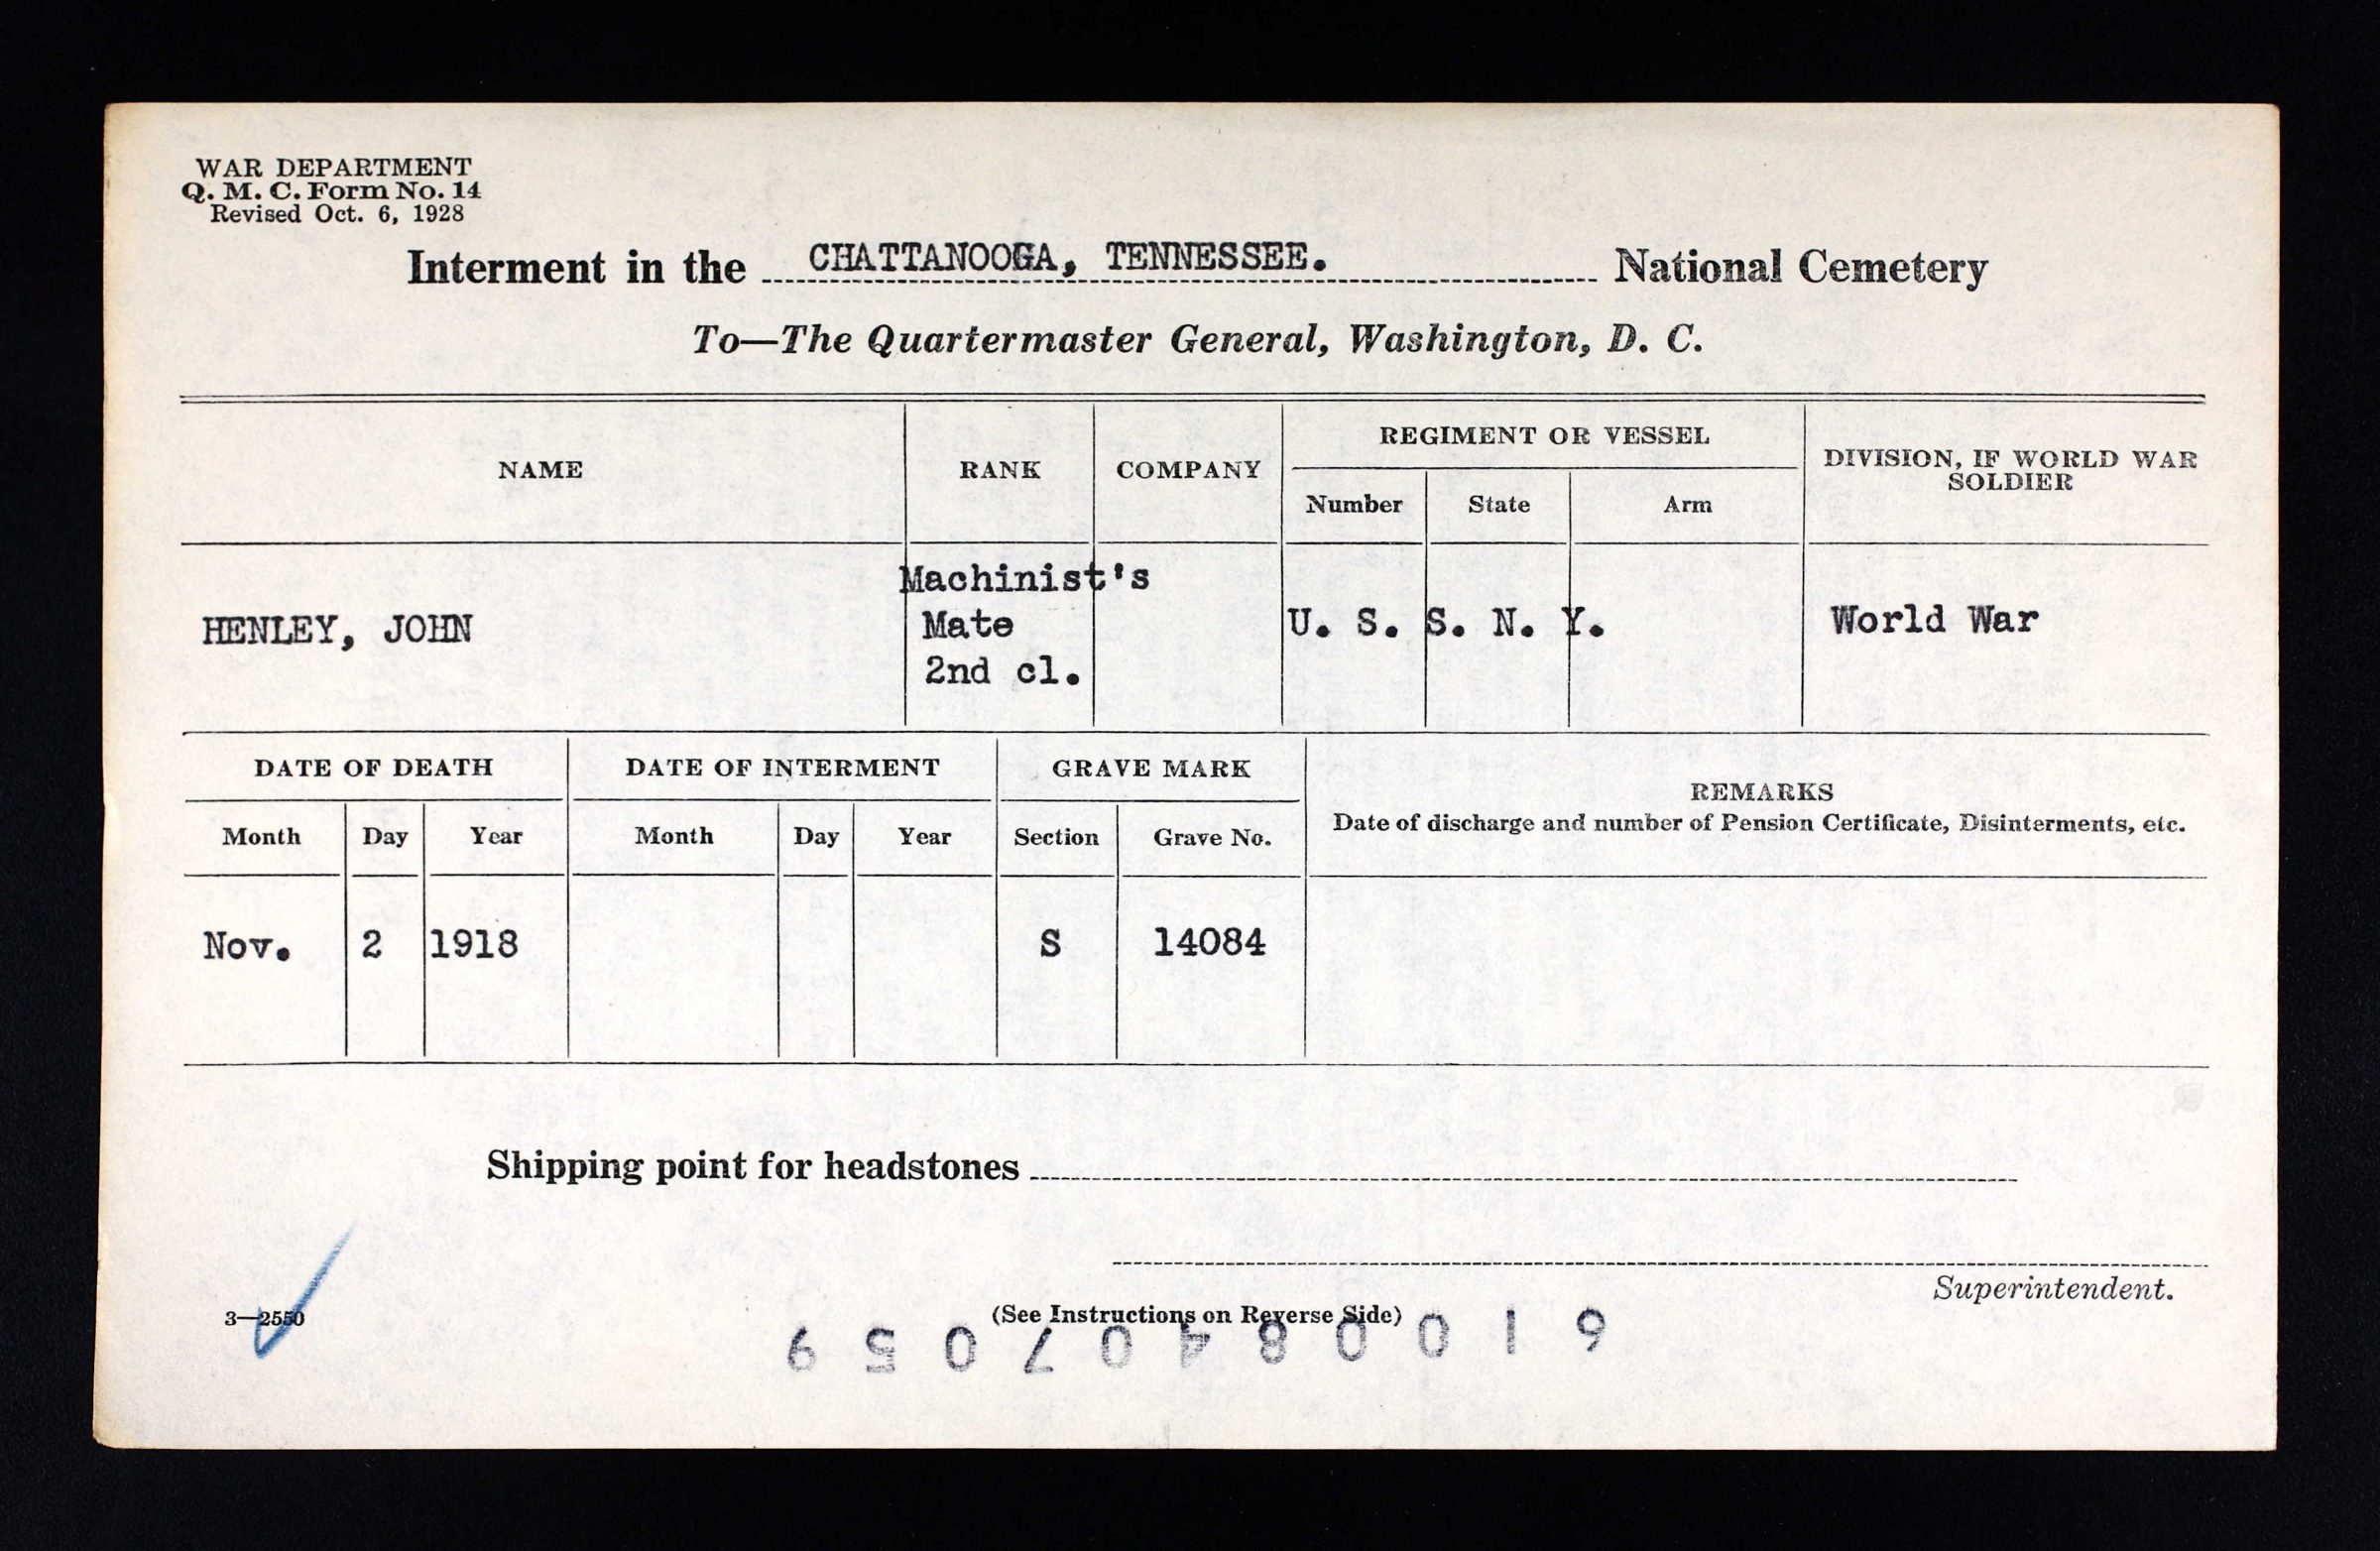 WAR DEPARTMENT
Q. M. C. Form No. 14
Revised Oct. 6, 1928
Interment in the CHATTANOOGA, TENNESSEE. National Cemetery
To—The Quartermaster General, Washington, D. C.
NAME RANK COMPANY REGIMENT OR VESSEL DIVISION, IF WORLD WAR SOLDIER
Number State Arm
HENLEY, JOHN Machinist's Mate 2nd cl. U. S. S. N. Y. World War
DATE OF DEATH DATE OF INTERMENT GRAVE MARK REMARKS
Date of discharge and number of Pension Certificate, Disinterments, etc.
Month Day Year Month Day Year Section Grave No.
Nov. 2 1918 S 14084
Shipping point for headstones
Superintendent.
3—2550 (See Instructions on Reverse Side)